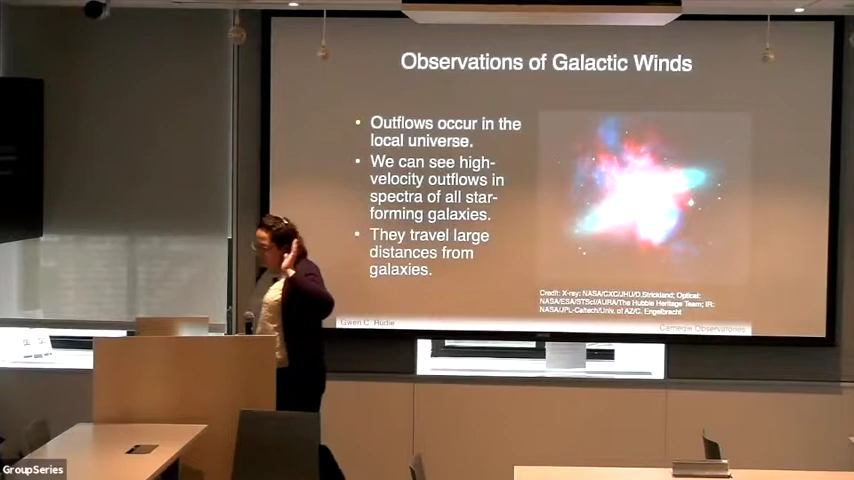 Observations of Galactic Winds
• Outflows occur in the
local universe.
• We can see high-
velocity outflows in
spectra of all star-
forming galaxies.
• They travel large
distances from
galaxies.
Credit: X-ray: NASA/CXC/JHU/D.Strickland; Optical:
NASA/ESA/STScI/AURA/The Hubble Heritage Team; IR:
NASA/JPL-Caltech/Univ. of AZ/C. Engelbracht
Gwen C. Rudie
Carnegie Observatories
GroupSeries